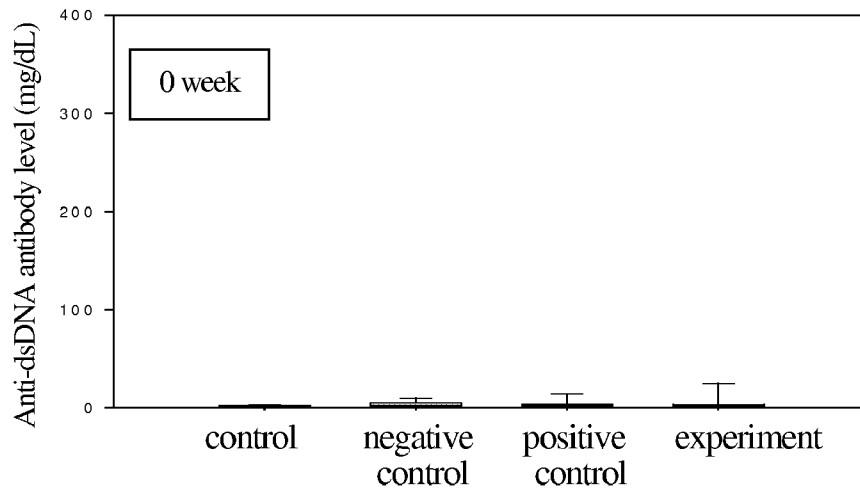 Anti-dsDNA antibody level (mg/dL)
400
300
200
100
0
0 week
control
negative
control
positive
control
experiment